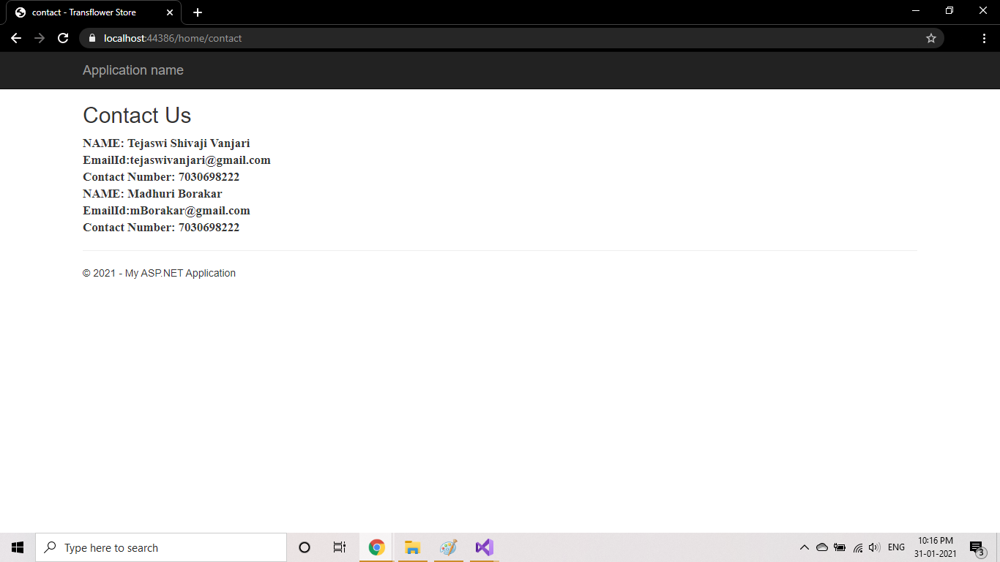 contact - Transflower Store
localhost:44386/home/contact
Application name
Contact Us
NAME: Tejaswi Shivaji Vanjari
EmailId:tejaswivanjari@gmail.com
Contact Number: 7030698222
NAME: Madhuri Borakar
EmailId:mBorakar@gmail.com
Contact Number: 7030698222
© 2021 - My ASP.NET Application
Type here to search
ENG
10:16 PM
31-01-2021
3